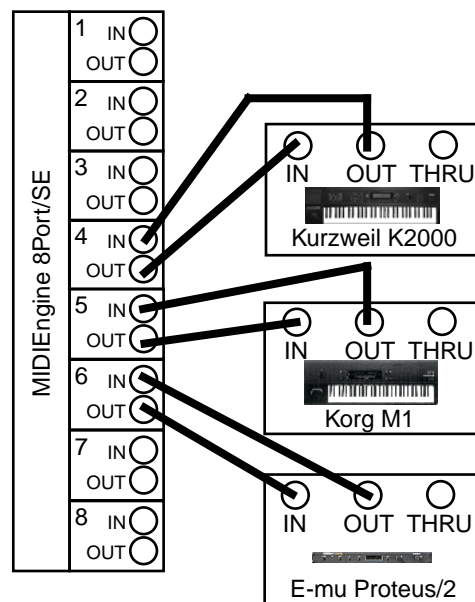 MIDIEngine 8Port/SE
1 IN
OUT
2 IN
OUT
3 IN
OUT
4 IN
OUT
5 IN
OUT
6 IN
OUT
7 IN
OUT
8 IN
OUT
IN OUT THRU
Kurzweil K2000
IN OUT THRU
Korg M1
IN OUT THRU
E-mu Proteus/2